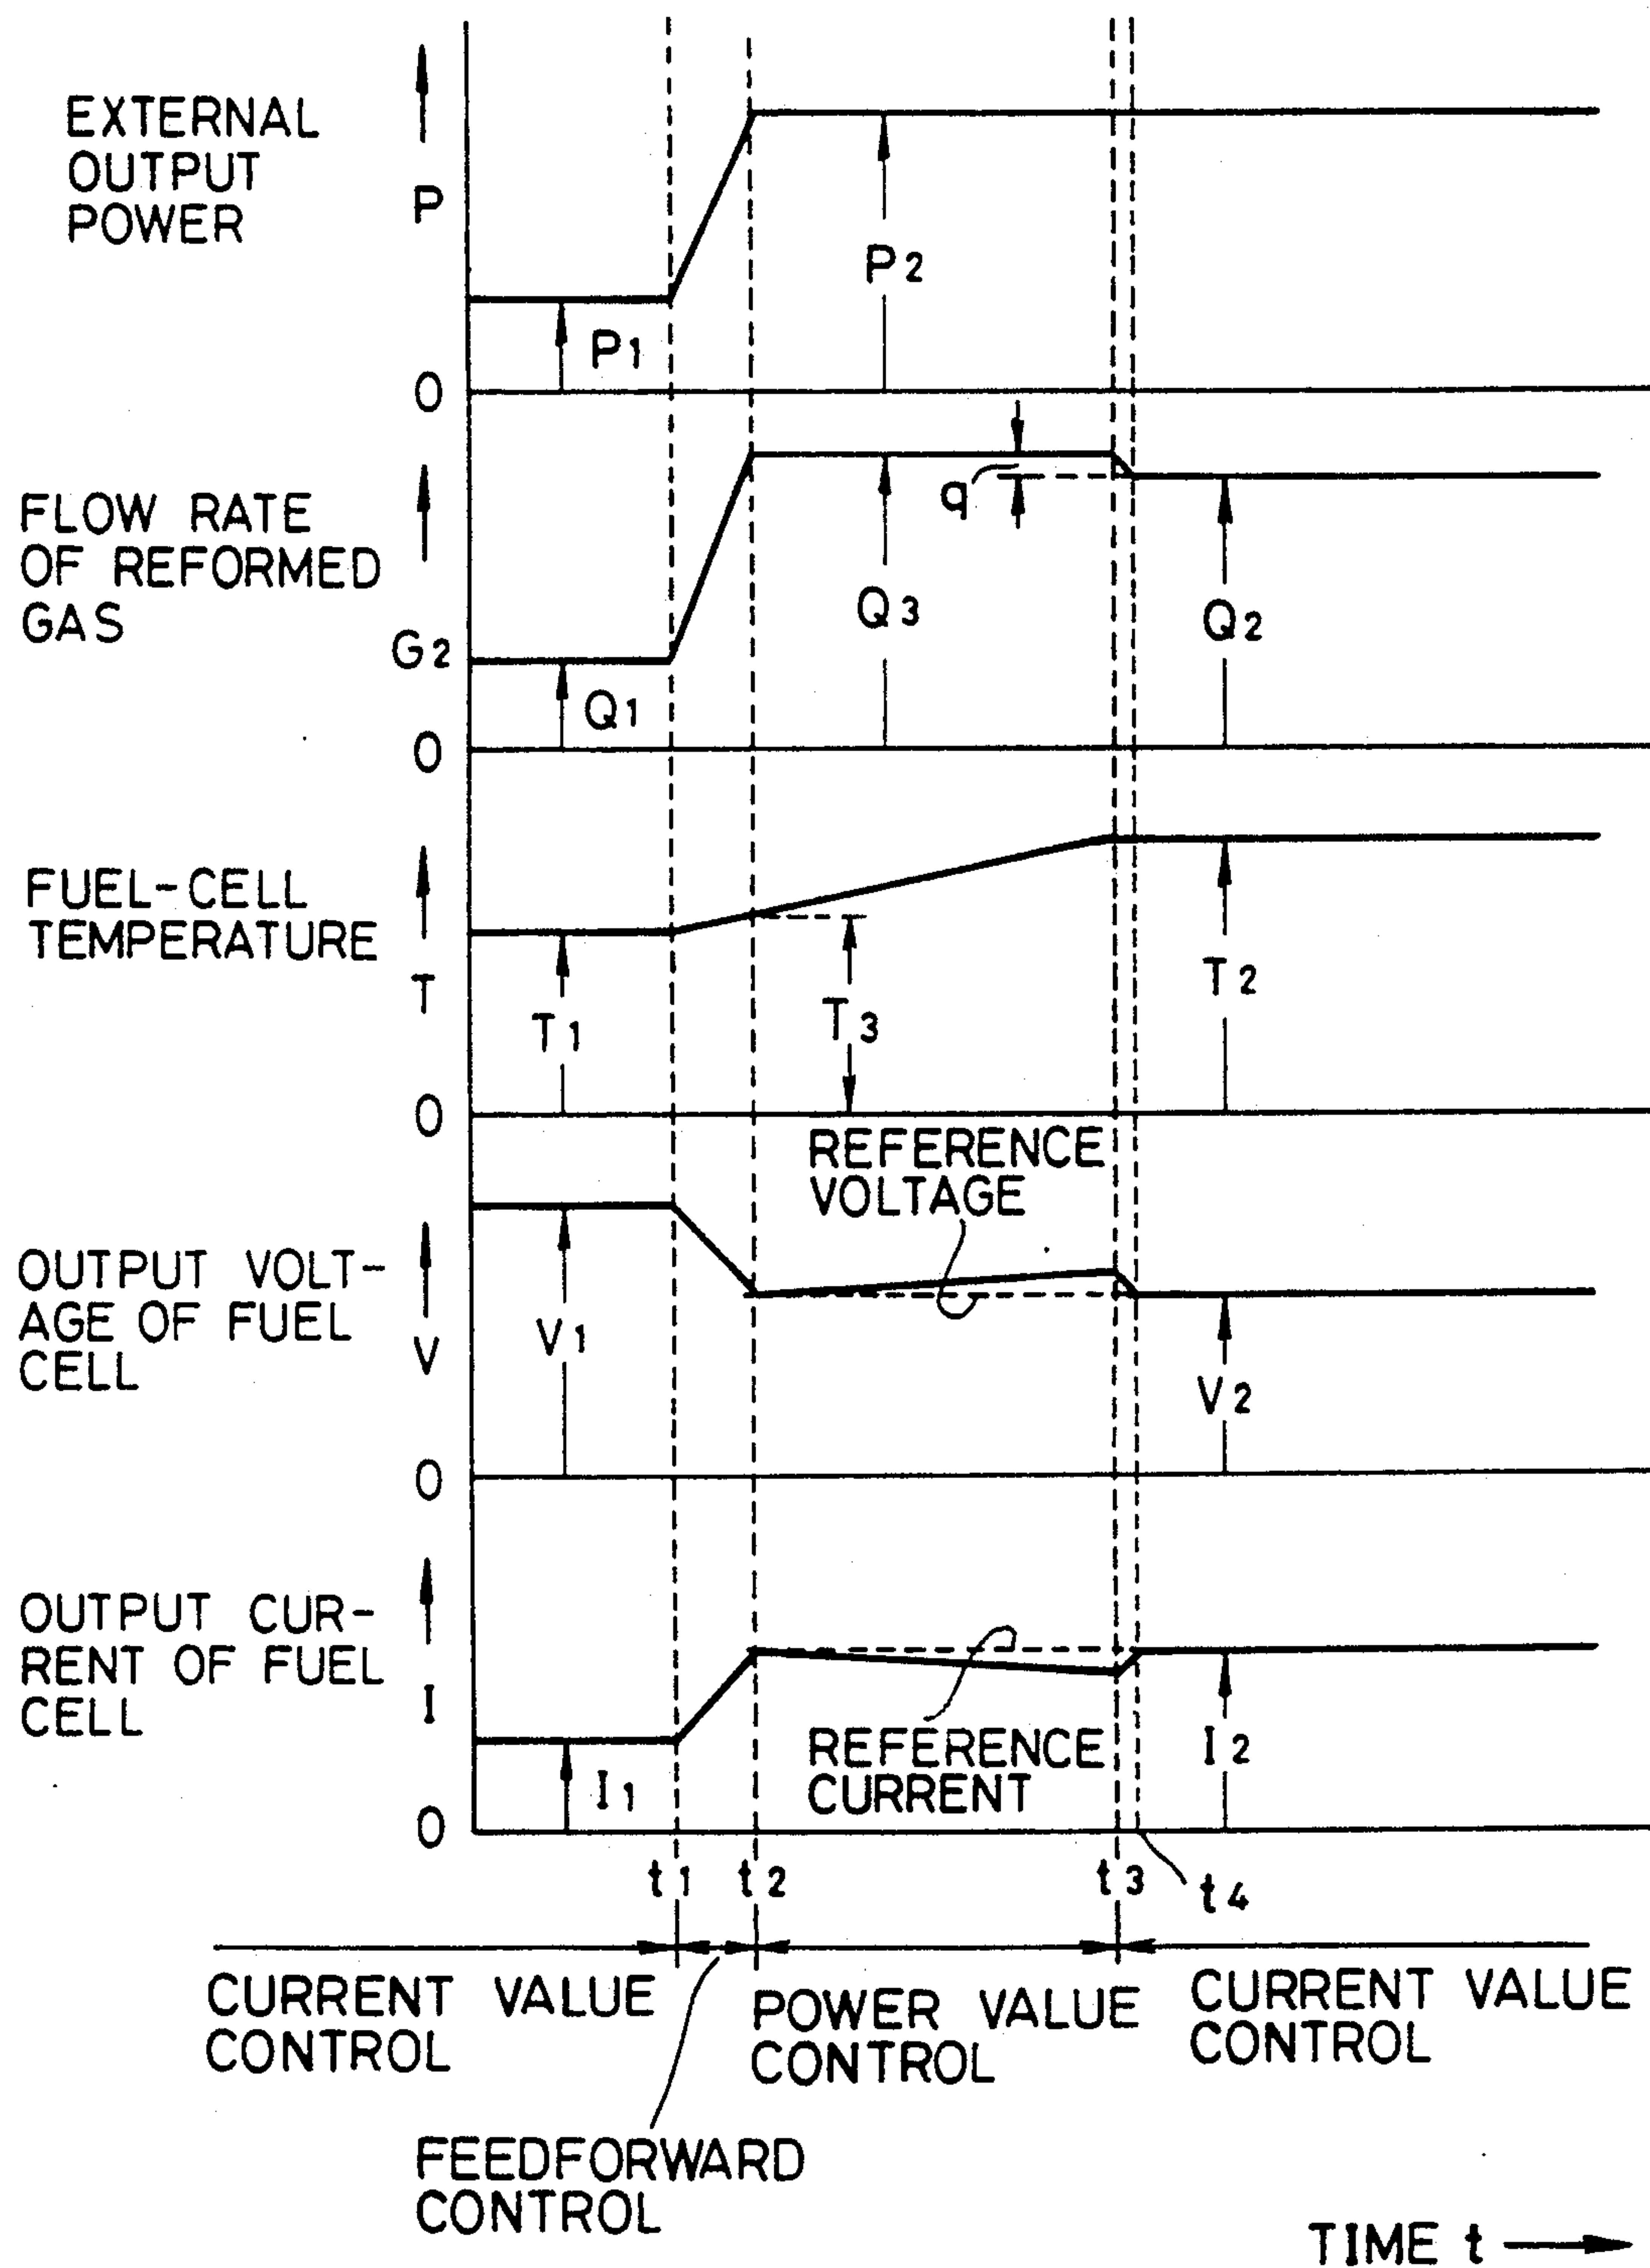 EXTERNAL
OUTPUT
POWER
P
P1
P2
0
FLOW RATE
OF REFORMED
GAS
G2
Q1
Q3
q
Q2
0
FUEL-CELL
TEMPERATURE
T
T1
T3
T2
0
REFERENCE
VOLTAGE
OUTPUT VOLT-
AGE OF FUEL
CELL
V
V1
V2
0
OUTPUT CUR-
RENT OF FUEL
CELL
I
I1
REFERENCE
CURRENT
I2
0
t1
t2
t3
t4
CURRENT VALUE
CONTROL
POWER VALUE
CONTROL
CURRENT VALUE
CONTROL
FEEDFORWARD
CONTROL
TIME t